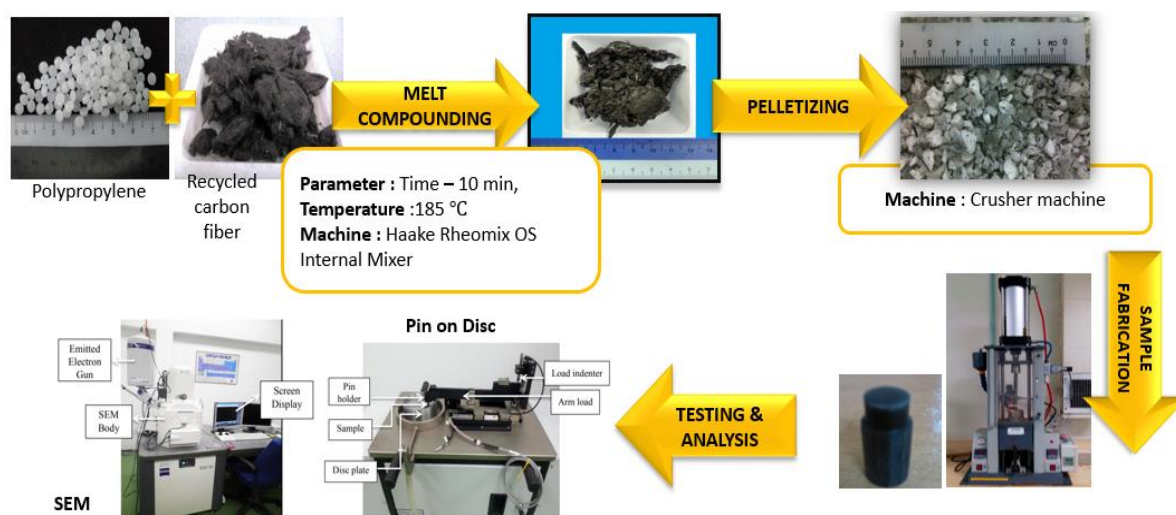 Polypropylene
Recycled
carbon
fiber
MELT
COMPOUNDING
Parameter : Time – 10 min,
Temperature :185 °C
Machine : Haake Rheomix OS
Internal Mixer
PELLETIZING
Machine : Crusher machine
SAMPLE
FABRICATION
TESTING &
ANALYSIS
Pin on Disc
Load indenter
Pin
holder
Arm load
Sample
Disc plate
Emitted
Electron
Gun
Screen
Display
SEM
Body
SEM